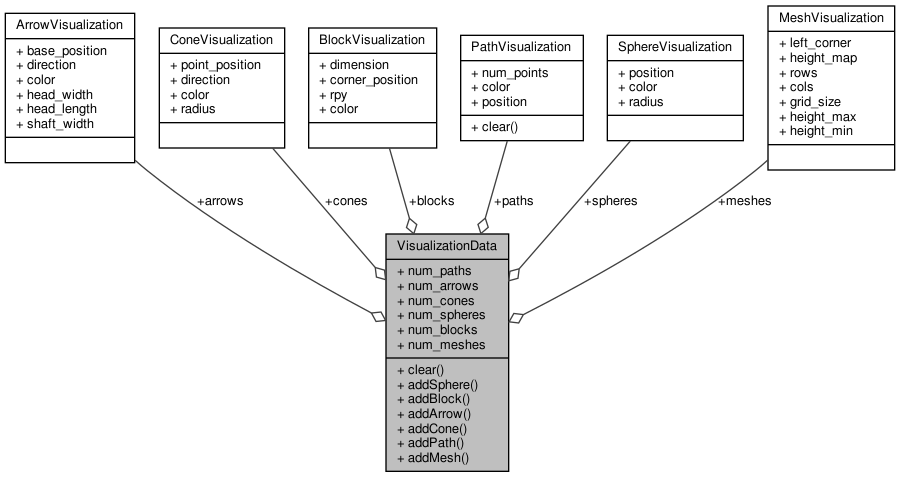 ArrowVisualization
+ base_position
+ direction
+ color
+ head_width
+ head_length
+ shaft_width
ConeVisualization
+ point_position
+ direction
+ color
+ radius
BlockVisualization
+ dimension
+ corner_position
+ rpy
+ color
PathVisualization
+ num_points
+ color
+ position
+ clear()
SphereVisualization
+ position
+ color
+ radius
MeshVisualization
+ left_corner
+ height_map
+ rows
+ cols
+ grid_size
+ height_max
+ height_min
+arrows
+cones
+blocks
+paths
+spheres
+meshes
VisualizationData
+ num_paths
+ num_arrows
+ num_cones
+ num_spheres
+ num_blocks
+ num_meshes
+ clear()
+ addSphere()
+ addBlock()
+ addArrow()
+ addCone()
+ addPath()
+ addMesh()